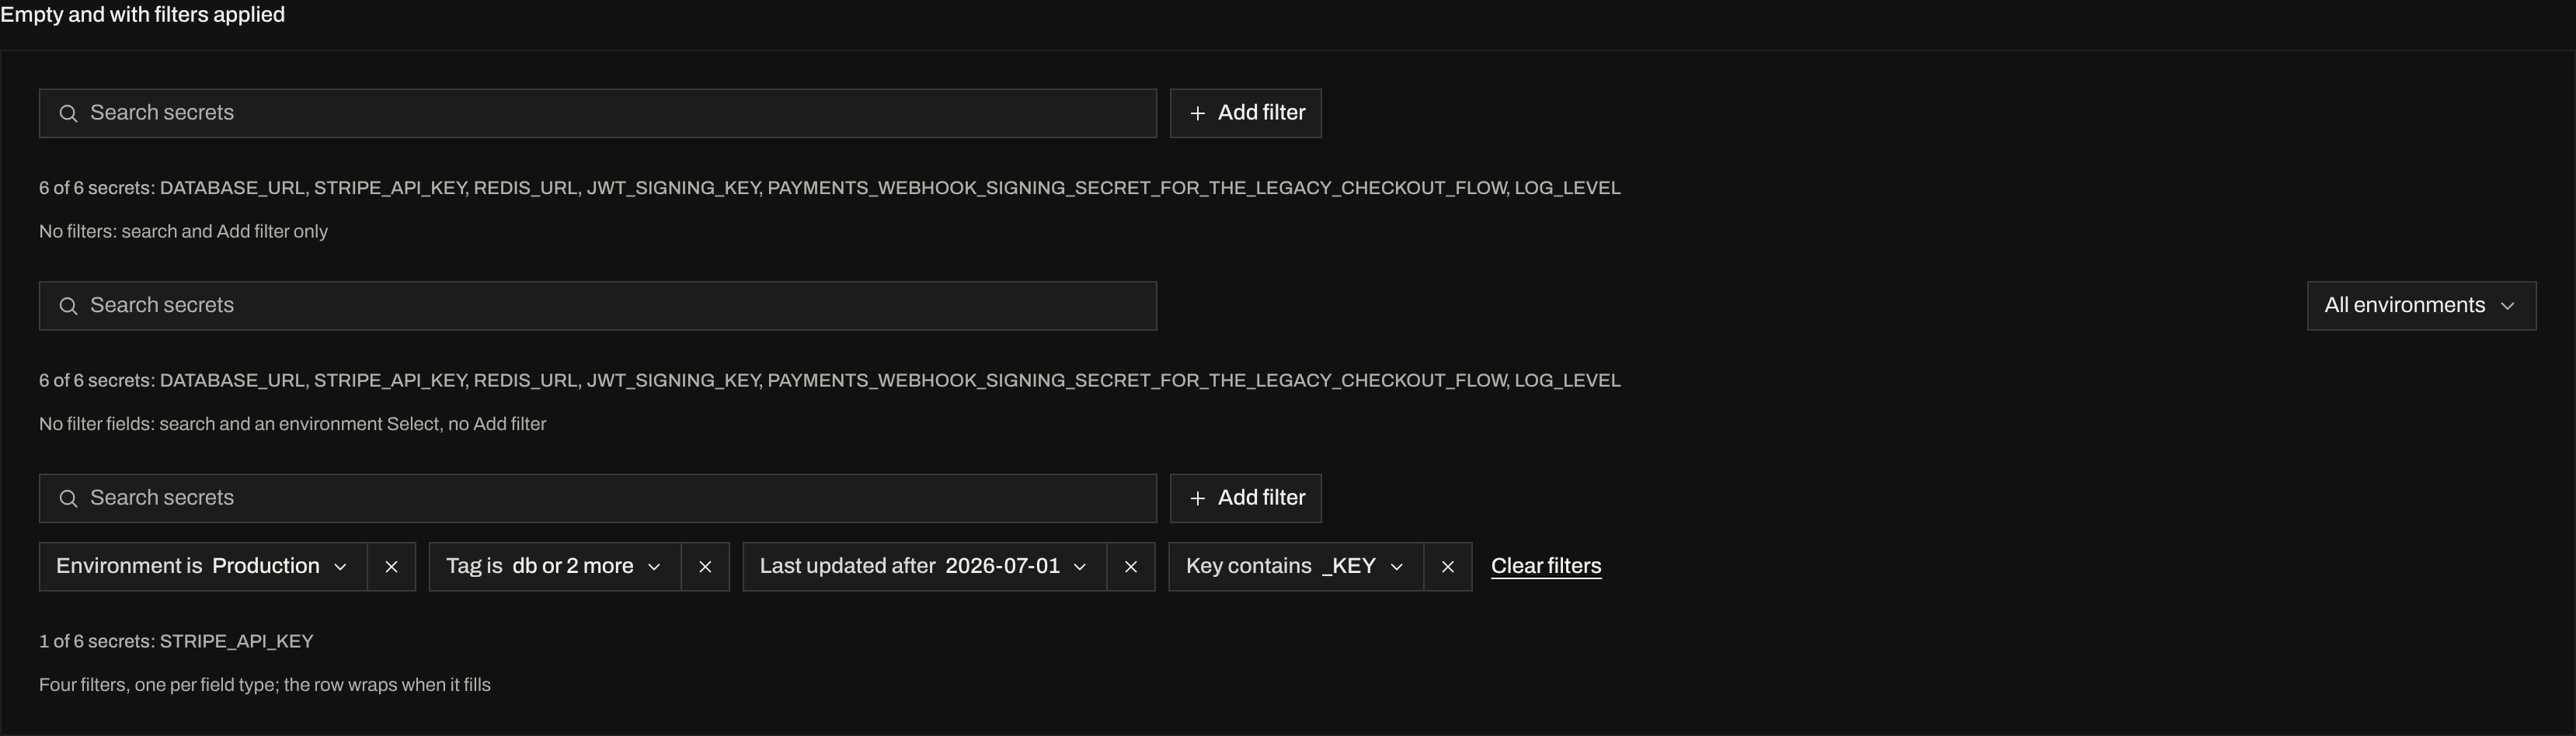 Empty and with filters applied
Search secrets
Add filter
6 of 6 secrets: DATABASE_URL, STRIPE_API_KEY, REDIS_URL, JWT_SIGNING_KEY, PAYMENTS_WEBHOOK_SIGNING_SECRET_FOR_THE_LEGACY_CHECKOUT_FLOW, LOG_LEVEL
No filters: search and Add filter only
Search secrets
All environments
6 of 6 secrets: DATABASE_URL, STRIPE_API_KEY, REDIS_URL, JWT_SIGNING_KEY, PAYMENTS_WEBHOOK_SIGNING_SECRET_FOR_THE_LEGACY_CHECKOUT_FLOW, LOG_LEVEL
No filter fields: search and an environment Select, no Add filter
Search secrets
Add filter
Environment is Production
Tag is db or 2 more
Last updated after 2026-07-01
Key contains _KEY
Clear filters
1 of 6 secrets: STRIPE_API_KEY
Four filters, one per field type; the row wraps when it fills